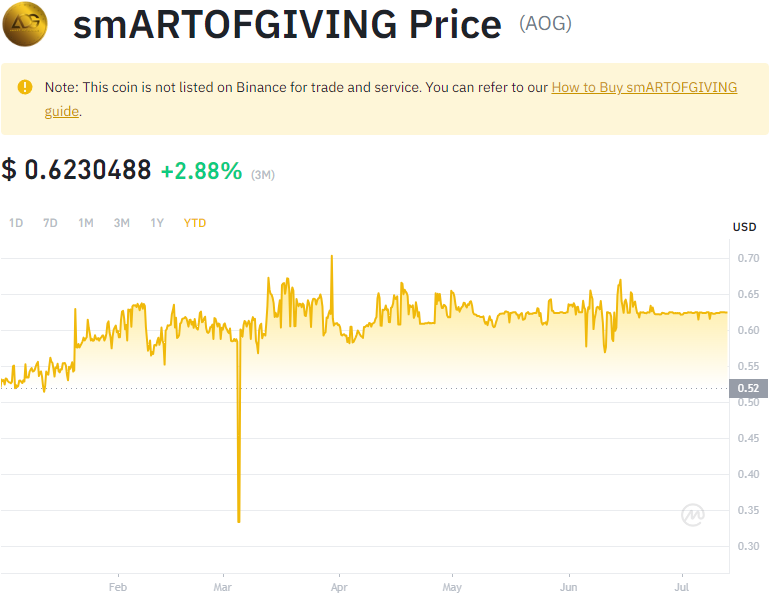 AOG
smARTOFGIVING Price (AOG)
Note: This coin is not listed on Binance for trade and service. You can refer to our How to Buy smARTOFGIVING
guide.
$ 0.6230488 +2.88% (3M)
1D 7D 1M 3M 1Y YTD
USD
0.70
0.65
0.60
0.55
0.52
0.50
0.45
0.40
0.35
0.30
Feb Mar Apr May Jun Jul